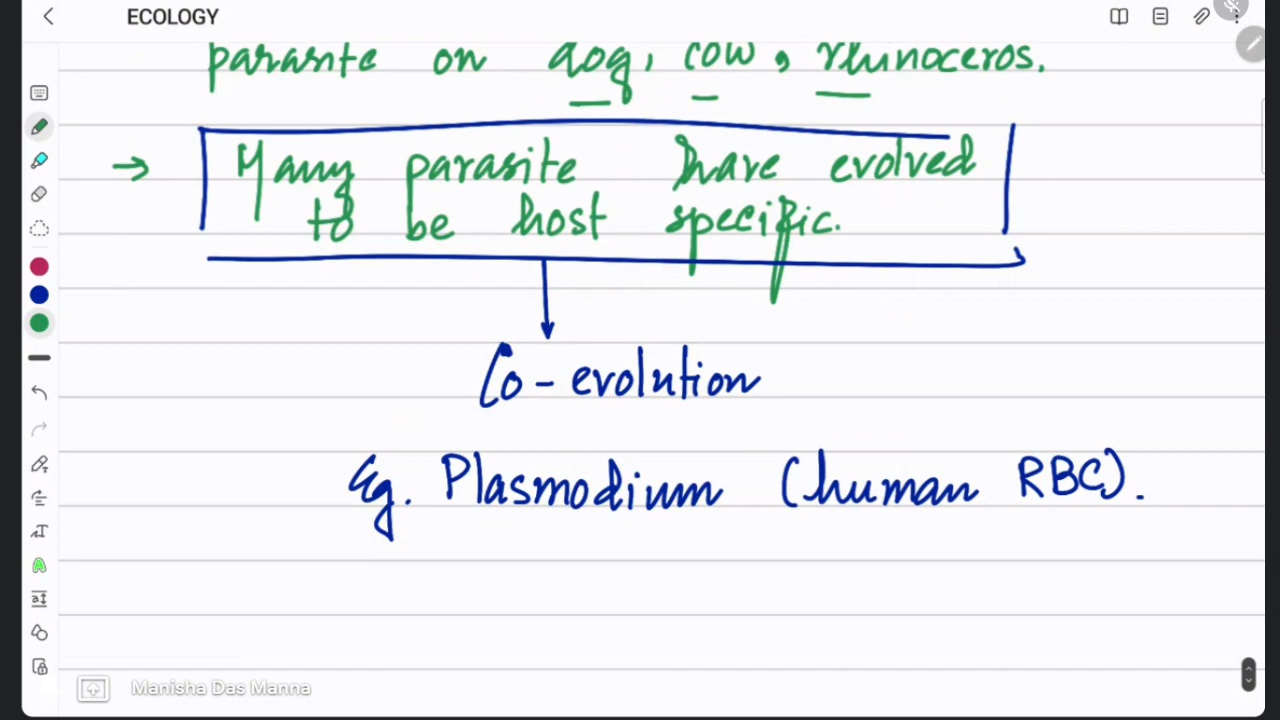 ECOLOGY
parasite on dog, cow, rhinoceros.
→ Many parasite have evolved
to be host specific.
Co-evolution
Eg. Plasmodium (human RBC).
Manisha Das Manna